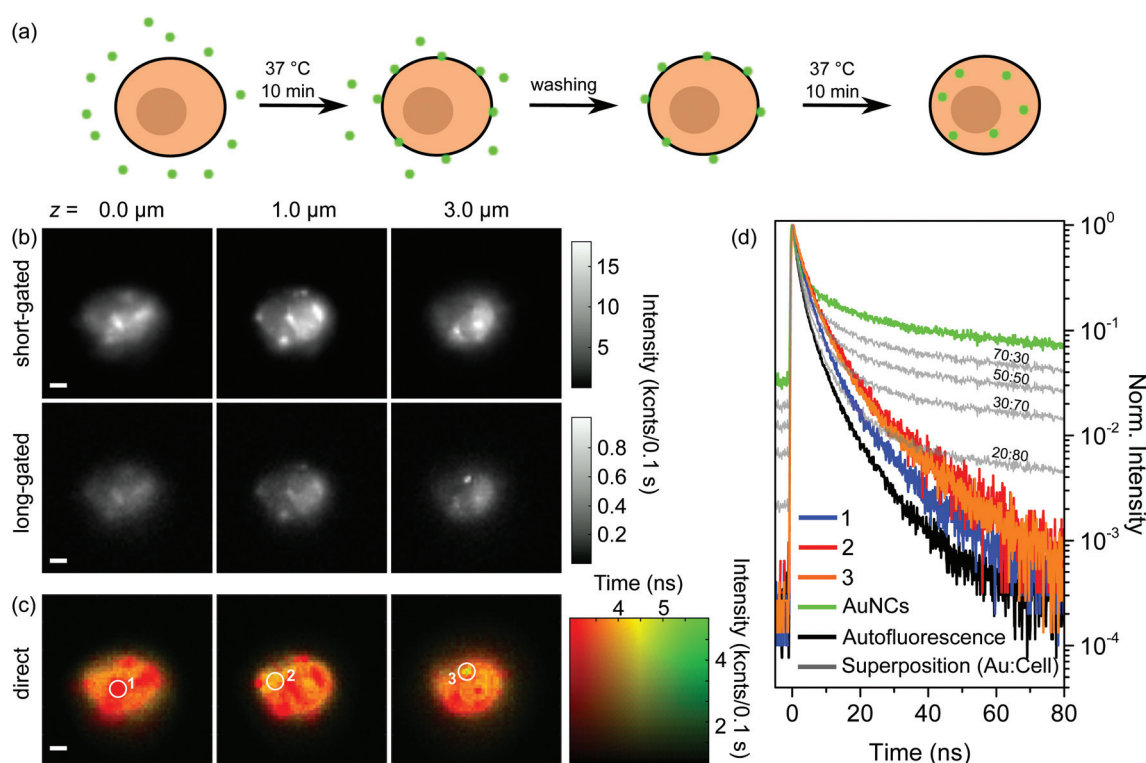 (a)
37 °C
10 min
washing
37 °C
10 min
z = 0.0 µm 1.0 µm 3.0 µm
(b)
short-gated
15
10
5
Intensity (kcnts/0.1 s)
long-gated
0.8
0.6
0.4
0.2
(c)
direct
1
2
3
Time (ns)
4 5
4
2
Intensity (kcnts/0.1 s)
(d)
70:30
50:50
30:70
20:80
1
2
3
AuNCs
Autofluorescence
Superposition (Au:Cell)
10⁰
10⁻¹
10⁻²
10⁻³
10⁻⁴
Norm. Intensity
0 20 40 60 80
Time (ns)